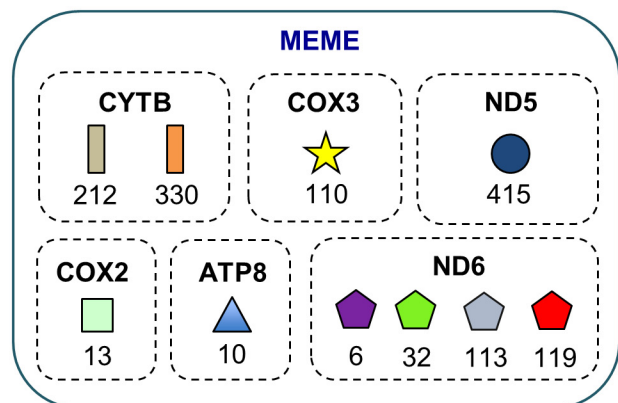 MEME
CYTB
212 330
COX3
110
ND5
415
COX2
13
ATP8
10
ND6
6 32 113 119